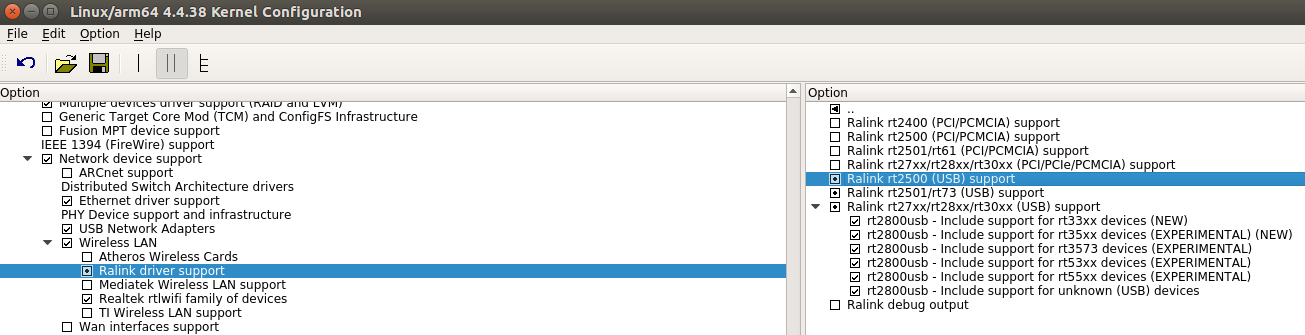 Linux/arm64 4.4.38 Kernel Configuration
File Edit Option Help
Option
Multiple devices driver support (RAID and LVM)
Generic Target Core Mod (TCM) and ConfigFS Infrastructure
Fusion MPT device support
IEEE 1394 (FireWire) support
Network device support
ARCnet support
Distributed Switch Architecture drivers
Ethernet driver support
PHY Device support and infrastructure
USB Network Adapters
Wireless LAN
Atheros Wireless Cards
Ralink driver support
Mediatek Wireless LAN support
Realtek rtlwifi family of devices
TI Wireless LAN support
Wan interfaces support
Option
..
Ralink rt2400 (PCI/PCMCIA) support
Ralink rt2500 (PCI/PCMCIA) support
Ralink rt2501/rt61 (PCI/PCMCIA) support
Ralink rt27xx/rt28xx/rt30xx (PCI/PCIe/PCMCIA) support
Ralink rt2500 (USB) support
Ralink rt2501/rt73 (USB) support
Ralink rt27xx/rt28xx/rt30xx (USB) support
rt2800usb - Include support for rt33xx devices (NEW)
rt2800usb - Include support for rt35xx devices (EXPERIMENTAL) (NEW)
rt2800usb - Include support for rt3573 devices (EXPERIMENTAL)
rt2800usb - Include support for rt53xx devices (EXPERIMENTAL)
rt2800usb - Include support for rt55xx devices (EXPERIMENTAL)
rt2800usb - Include support for unknown (USB) devices
Ralink debug output